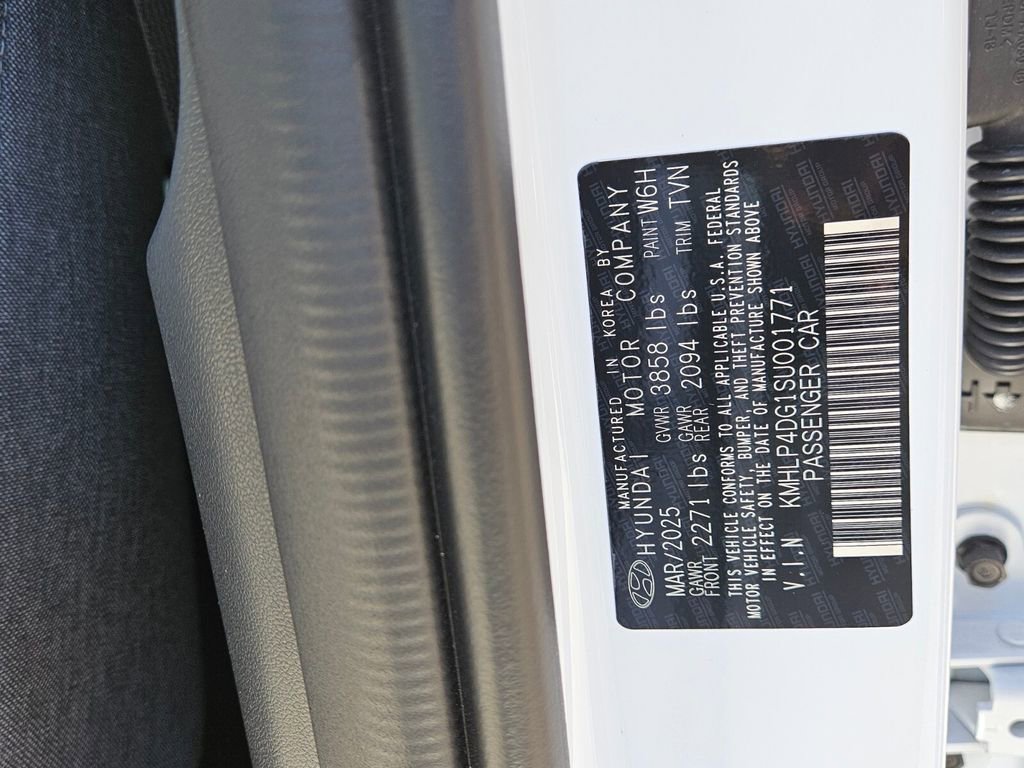 MANUFACTURED IN KOREA BY
HYUNDAI MOTOR COMPANY
MAR/2025 GVWR 3858 lbs PAINT W6H
GAWR FRONT 2271 lbs GAWR REAR 2094 lbs TRIM TVN
THIS VEHICLE CONFORMS TO ALL APPLICABLE U.S.A. FEDERAL
MOTOR VEHICLE SAFETY, BUMPER, AND THEFT PREVENTION STANDARDS
IN EFFECT ON THE DATE OF MANUFACTURE SHOWN ABOVE
V.I.N KMHLP4DG1SU001771
PASSENGER CAR